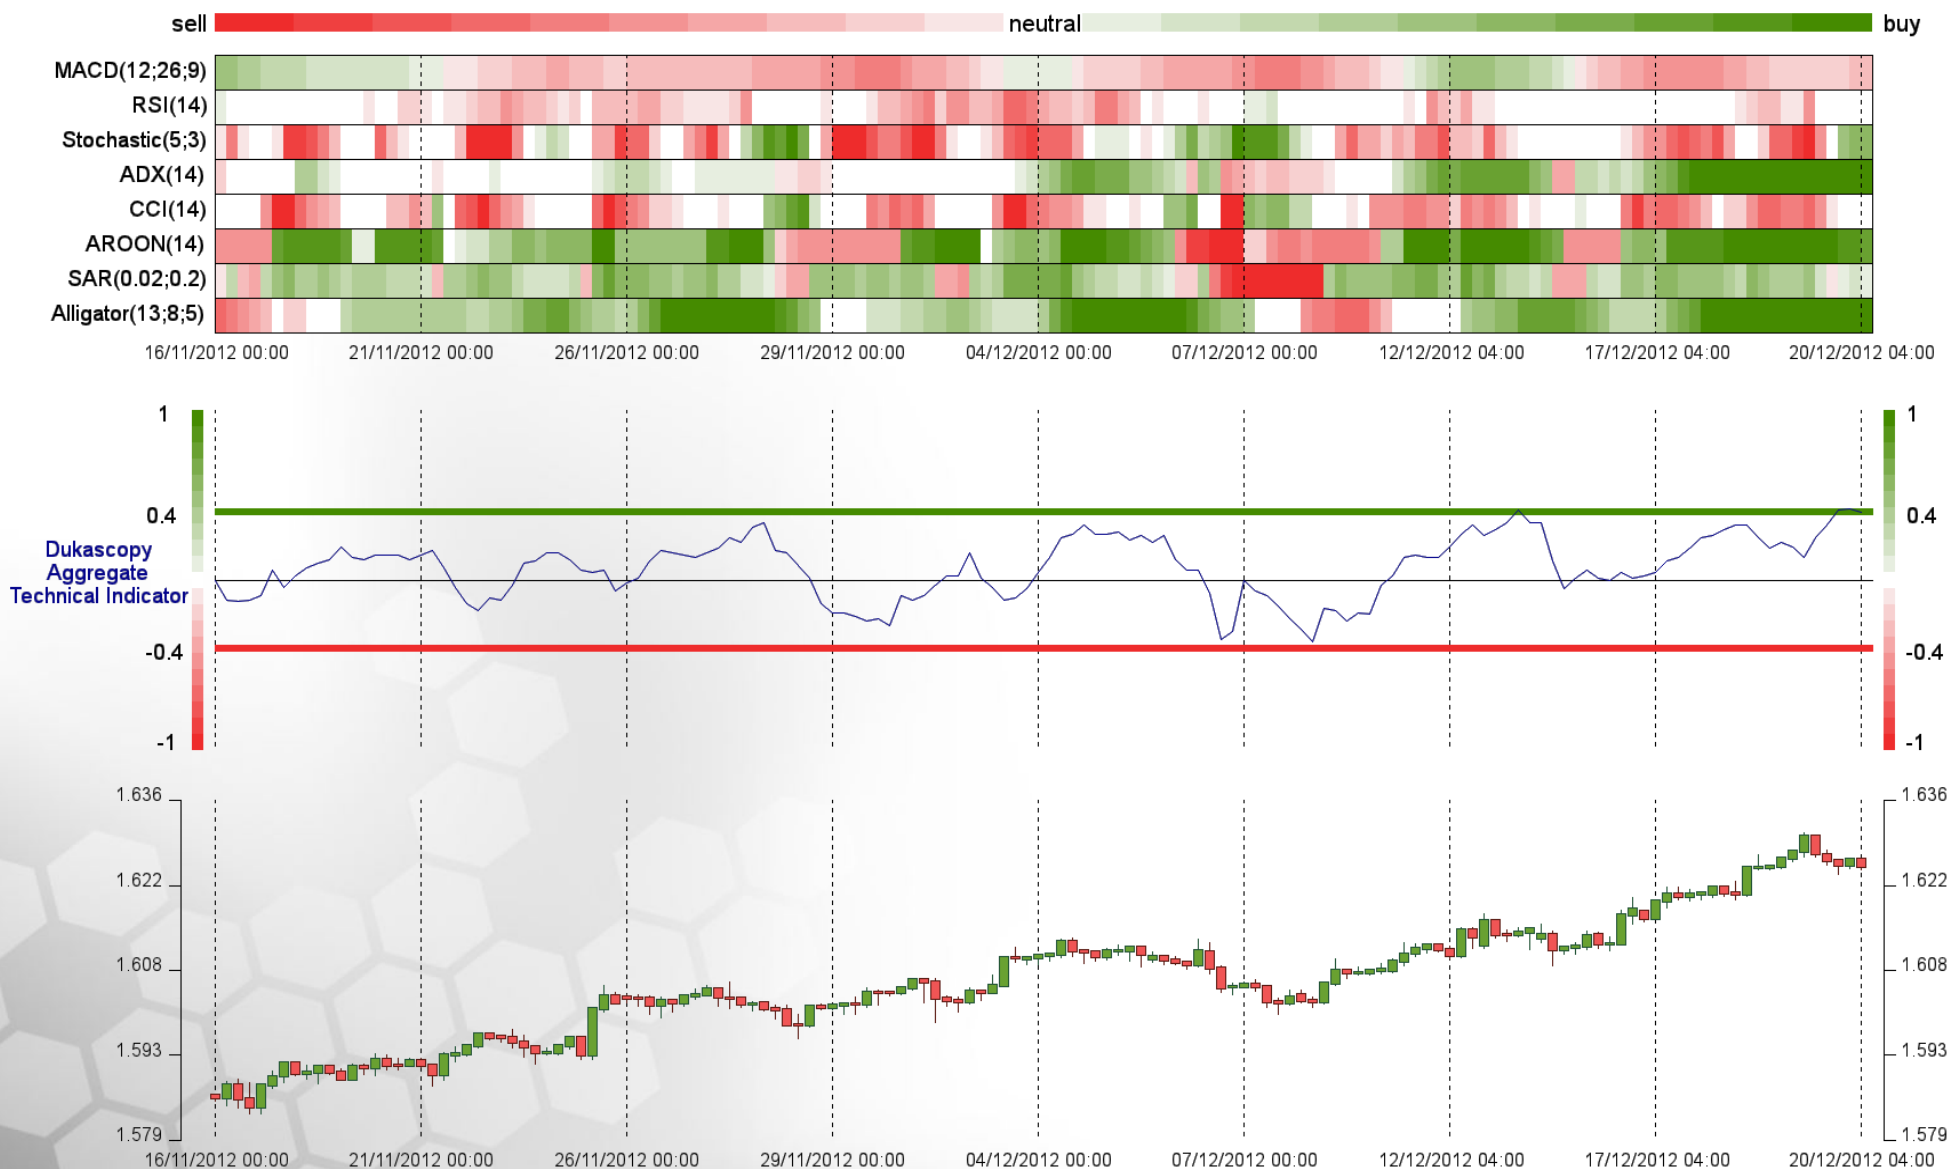 sell neutral buy
MACD(12;26;9)
RSI(14)
Stochastic(5;3)
ADX(14)
CCI(14)
AROON(14)
SAR(0.02;0.2)
Alligator(13;8;5)
16/11/2012 00:00 21/11/2012 00:00 26/11/2012 00:00 29/11/2012 00:00 04/12/2012 00:00 07/12/2012 00:00 12/12/2012 04:00 17/12/2012 04:00 20/12/2012 04:00
1 1
0.4 0.4
Dukascopy
Aggregate
Technical Indicator
-0.4 -0.4
-1 -1
1.636 1.636
1.622 1.622
1.608 1.608
1.593 1.593
1.579 1.579
16/11/2012 00:00 21/11/2012 00:00 26/11/2012 00:00 29/11/2012 00:00 04/12/2012 00:00 07/12/2012 00:00 12/12/2012 04:00 17/12/2012 04:00 20/12/2012 04:00